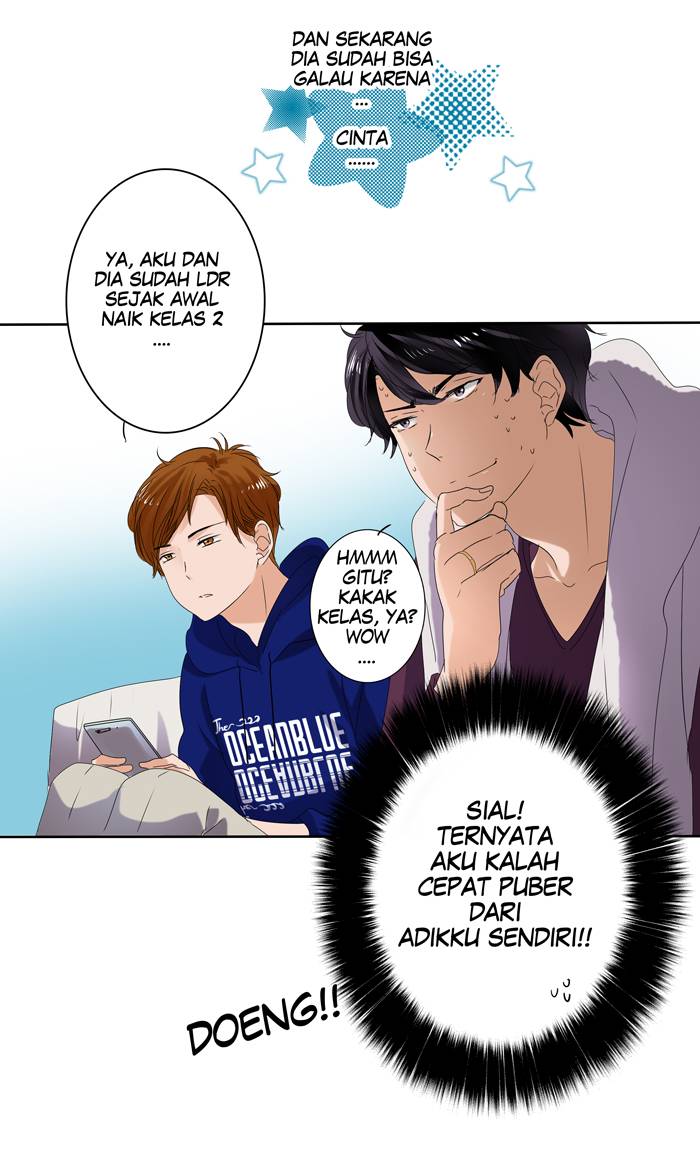 DAN SEKARANG
DIA SUDAH BISA
GALAU KARENA
...
CINTA
......
YA, AKU DAN
DIA SUDAH LDR
SEJAK AWAL
NAIK KELAS 2
....
HMMM
GITU?
KAKAK
KELAS, YA?
WOW
....
OCEANBLUE
SIAL!
TERNYATA
AKU KALAH
CEPAT PUBER
DARI
ADIKKU SENDIRI!!
DOENG!!